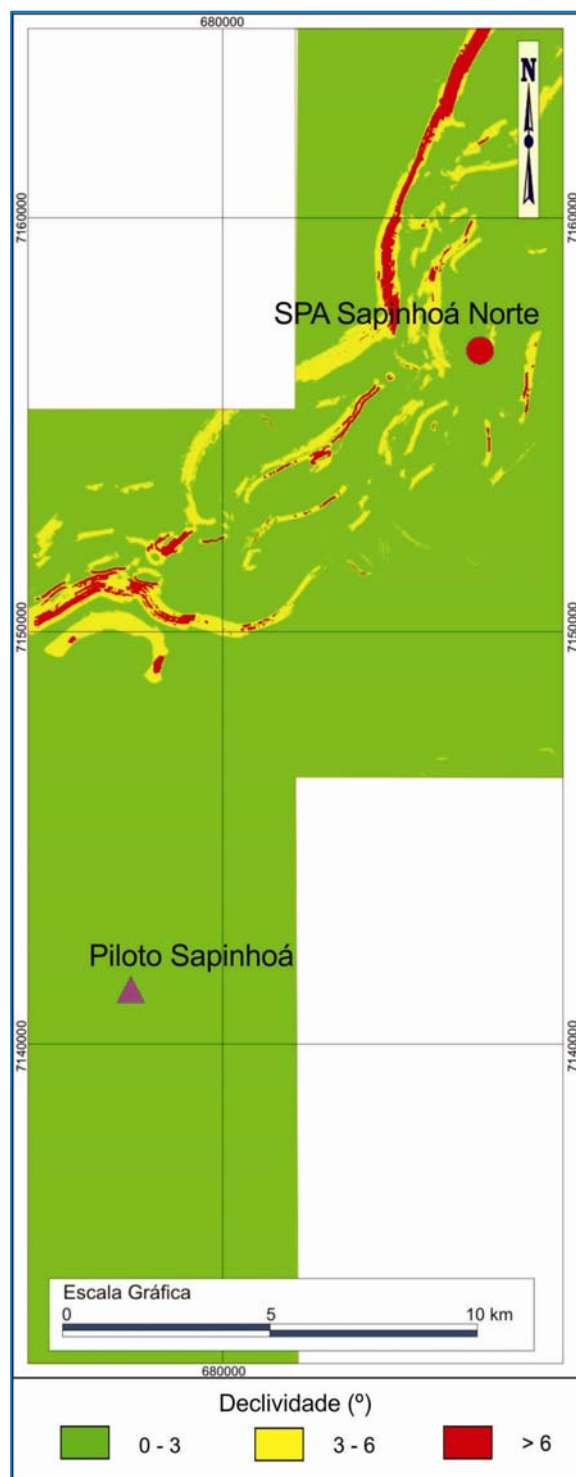 680000
N
7160000
7160000
SPA Sapinhoá Norte
7150000
7150000
Piloto Sapinhoá
7140000
7140000
Escala Gráfica
0 5 10 km
680000
Declividade (º)
0 - 3 3 - 6 > 6